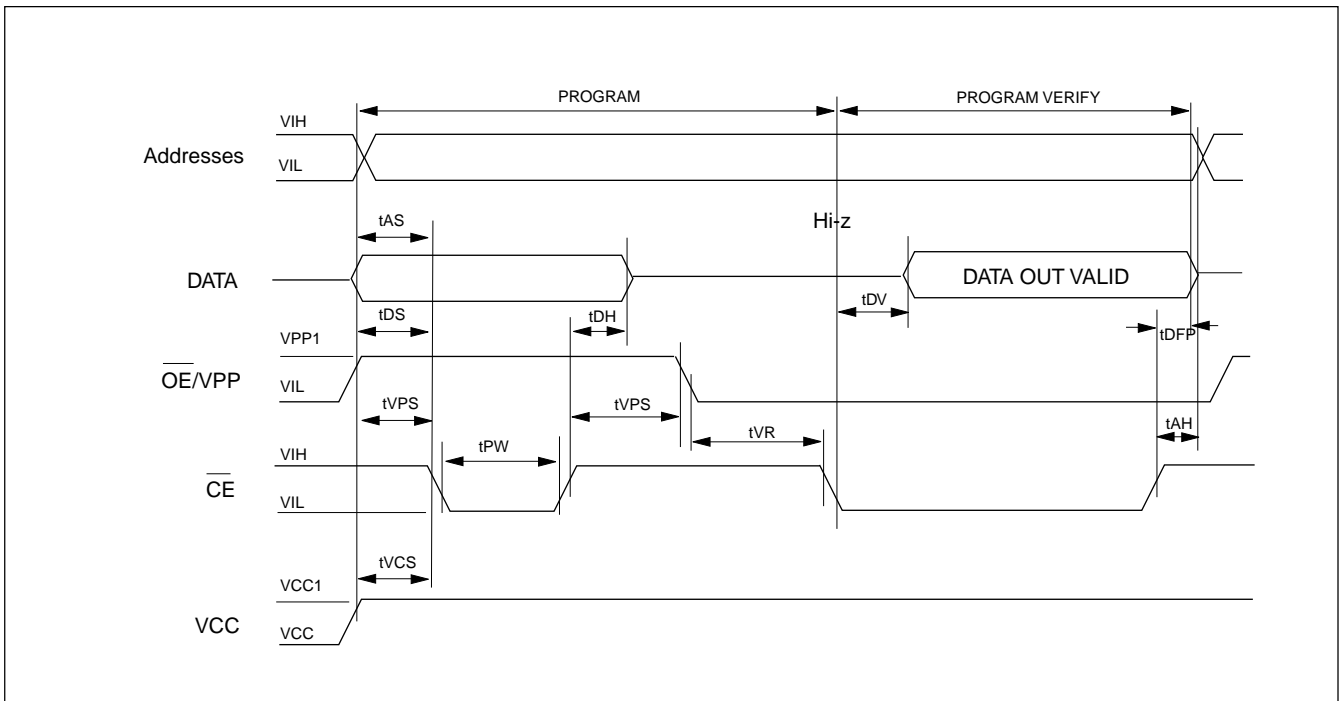 PROGRAM PROGRAM VERIFY
VIH
Addresses
VIL
Hi-z
tAS
DATA DATA OUT VALID
tDS tDH tDV
VPP1 tDFP
OE/VPP
VIL
tVPS tVPS
tVR tAH
tPW
VIH
CE
VIL
tVCS
VCC1
VCC
VCC